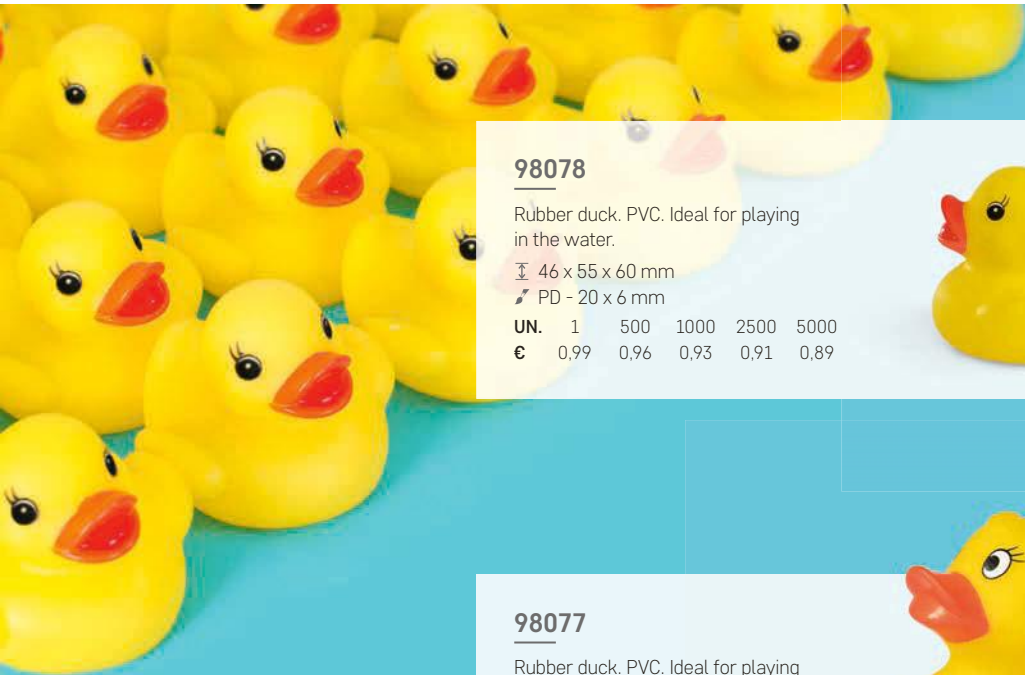 98078
Rubber duck. PVC. Ideal for playing
in the water.
46 x 55 x 60 mm
PD - 20 x 6 mm
UN. 1 500 1000 2500 5000
€ 0,99 0,96 0,93 0,91 0,89
98077
Rubber duck. PVC. Ideal for playing